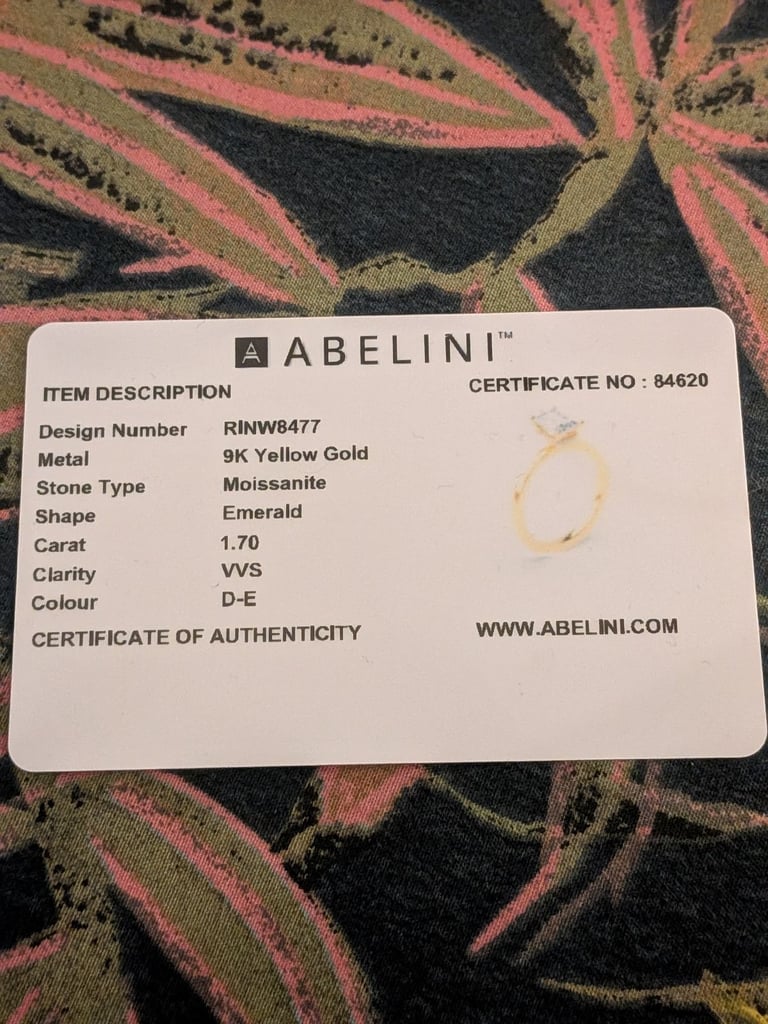 A ABELINI™
ITEM DESCRIPTION
CERTIFICATE NO : 84620
Design Number RINW8477
Metal 9K Yellow Gold
Stone Type Moissanite
Shape Emerald
Carat 1.70
Clarity VVS
Colour D-E
CERTIFICATE OF AUTHENTICITY
WWW.ABELINI.COM